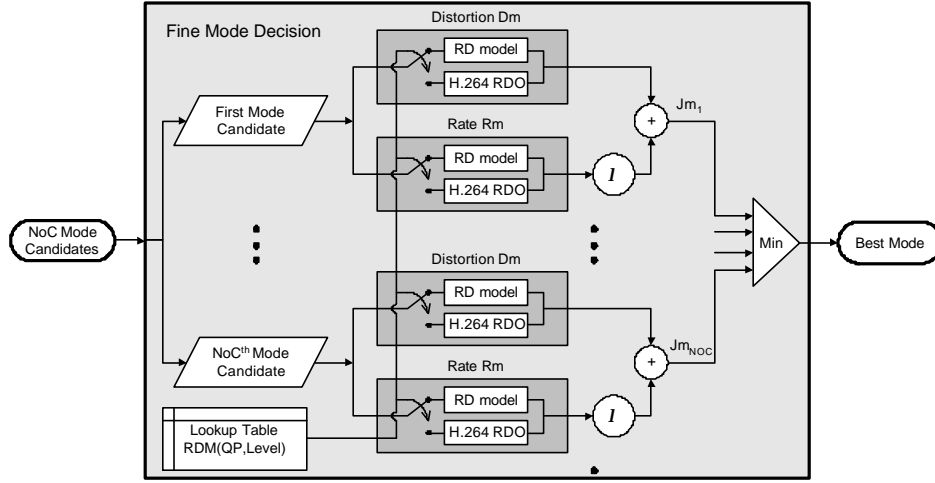 Fine Mode Decision
Distortion Dm
RD model
H.264 RDO
First Mode
Candidate
Rate Rm
RD model
H.264 RDO
l
+
Jm1
NoC Mode
Candidates
Min
Best Mode
Distortion Dm
RD model
H.264 RDO
NoCth Mode
Candidate
Rate Rm
RD model
H.264 RDO
l
+
JmNOC
Lookup Table
RDM(QP,Level)